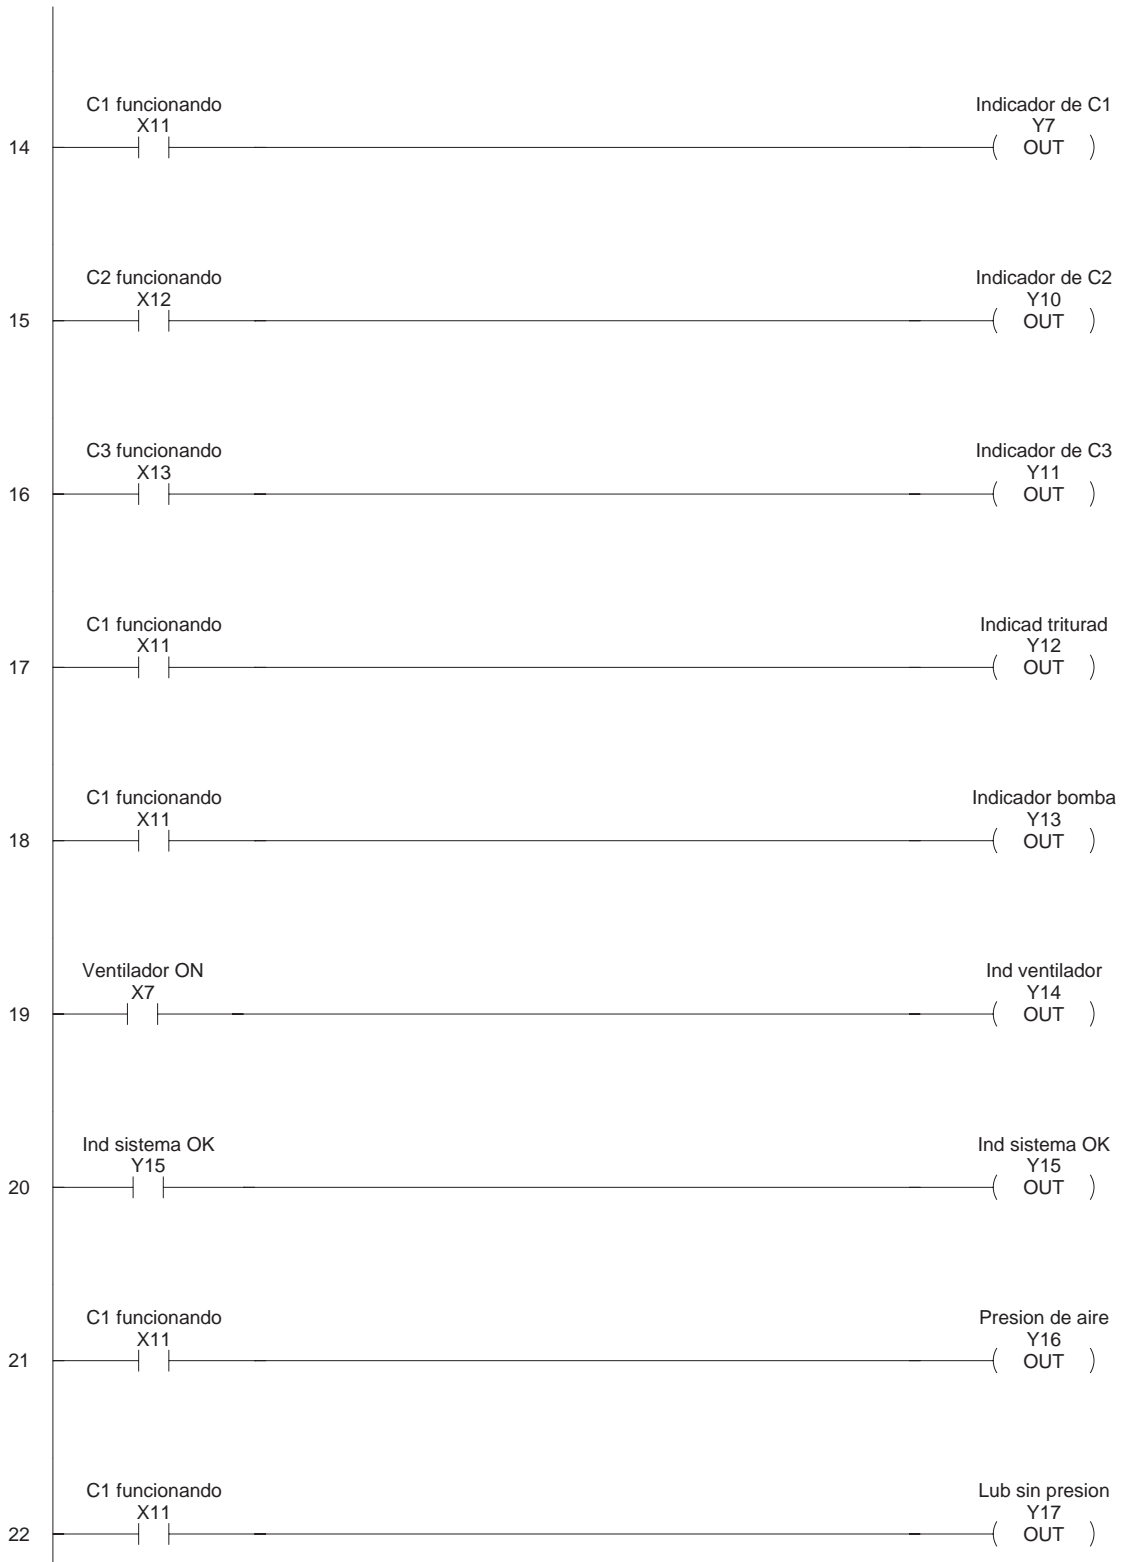 C1 funcionando Indicador de C1
X11 Y7
14 OUT
C2 funcionando Indicador de C2
X12 Y10
15 OUT
C3 funcionando Indicador de C3
X13 Y11
16 OUT
C1 funcionando Indicad triturad
X11 Y12
17 OUT
C1 funcionando Indicador bomba
X11 Y13
18 OUT
Ventilador ON Ind ventilador
X7 Y14
19 OUT
Ind sistema OK Ind sistema OK
Y15 Y15
20 OUT
C1 funcionando Presion de aire
X11 Y16
21 OUT
C1 funcionando Lub sin presion
X11 Y17
22 OUT